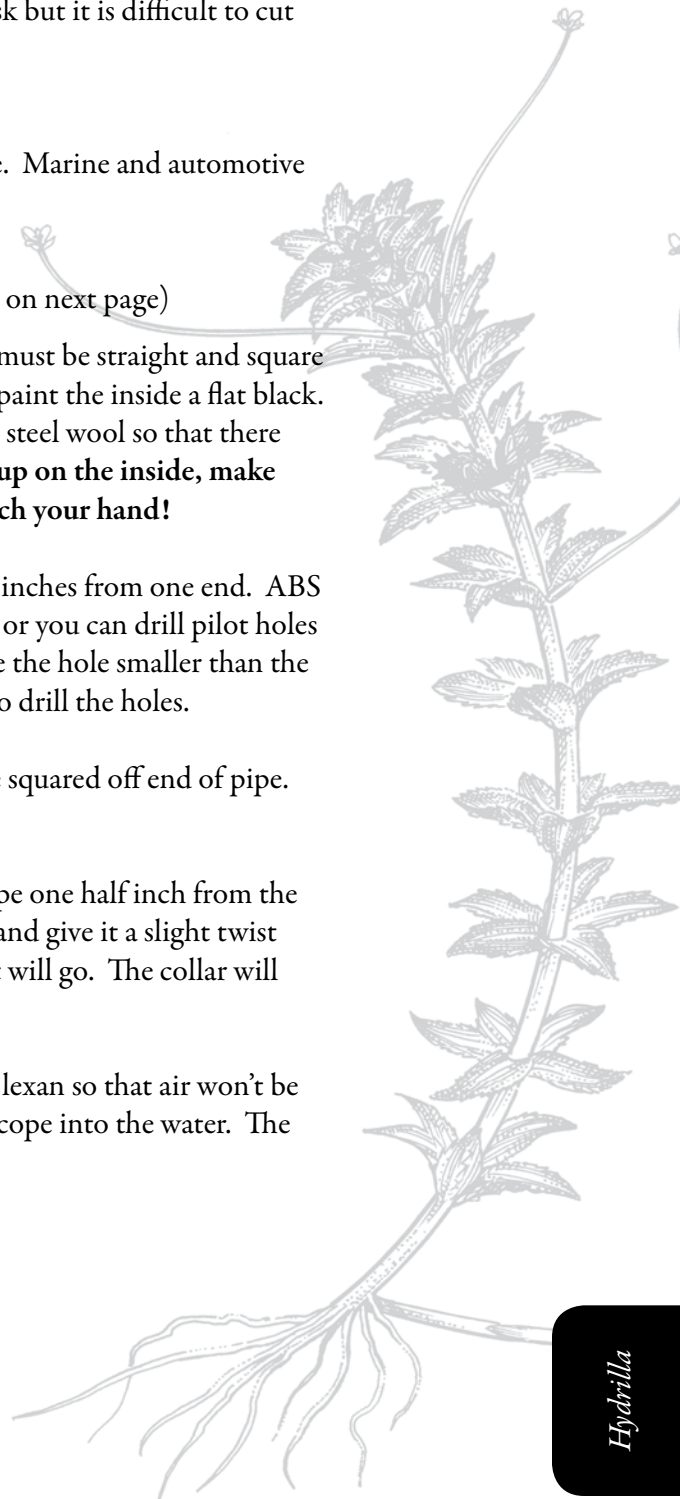 but it is difficult to cut
Marine and automotive
on next page)
must be straight and square
paint the inside a flat black.
steel wool so that there
up on the inside, make
your hand!
inches from one end.  ABS
or you can drill pilot holes
the hole smaller than the
drill the holes.
squared off end of pipe.
one half inch from the
and give it a slight twist
will go.  The collar will
lexan so that air won't be
into the water.  The
Hydrilla